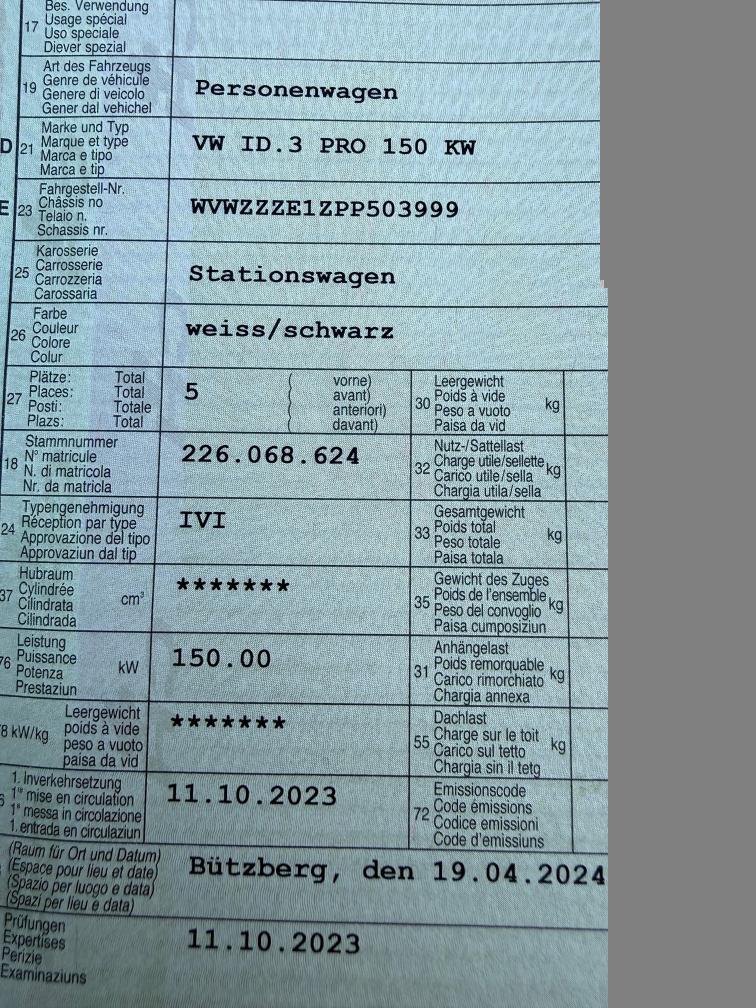 Bes. Verwendung
17 Usage spécial
Uso speciale
Diever spezial
Art des Fahrzeugs
19 Genre de véhicule Personenwagen
Genere di veicolo
Gener dal vehichel
Marke und Typ
D 21 Marque et type VW ID.3 PRO 150 KW
Marca e tipo
Marca e tip
Fahrgestell-Nr.
E 23 Châssis no WVWZZZE1ZPP503999
Telaio n.
Schassis nr.
Karosserie
25 Carrosserie Stationswagen
Carrozzeria
Carossaria
Farbe
26 Couleur weiss/schwarz
Colore
Colur
Plätze: Total 5 ( vorne) Leergewicht
27 Places: Total ( avant) 30 Poids à vide kg
Posti: Totale ( anteriori) Peso a vuoto
Plazs: Total ( davant) Paisa da vid
Stammnummer Nutz-/Sattellast
18 N° matricule 226.068.624 32 Charge utile/sellette kg
N. di matricola Carico utile/sella
Nr. da matricla Chargia utila/sella
Typengenehmigung Gesamtgewicht
24 Réception par type IVI 33 Poids total kg
Approvazione del tipo Peso totale
Approvaziun dal tip Paisa totala
Hubraum Gewicht des Zuges
37 Cylindrée cm³ ******* 35 Poids de l'ensemble kg
Cilindrata Peso del convoglio
Cilindrada Paisa cumposiziun
Leistung Anhängelast
76 Puissance kW 150.00 31 Poids remorquable kg
Potenza Carico rimorchiato
Prestaziun Chargia annexa
Leergewicht Dachlast
8 kW/kg poids à vide ******* 55 Charge sur le toit kg
peso a vuoto Carico sul tetto
paisa da vid Chargia sin il tetg
1. Inverkehrsetzung Emissionscode
6 1re mise en circulation 11.10.2023 72 Code émissions
1a messa in circolazione Codice emissioni
1. entrada en circulaziun Code d'emissiuns
(Raum für Ort und Datum)
(Espace pour lieu et date) Bützberg, den 19.04.2024
(Spazio per luogo e data)
(Spazi per lieu e data)
Prüfungen
Expertises 11.10.2023
Perizie
Examinaziuns